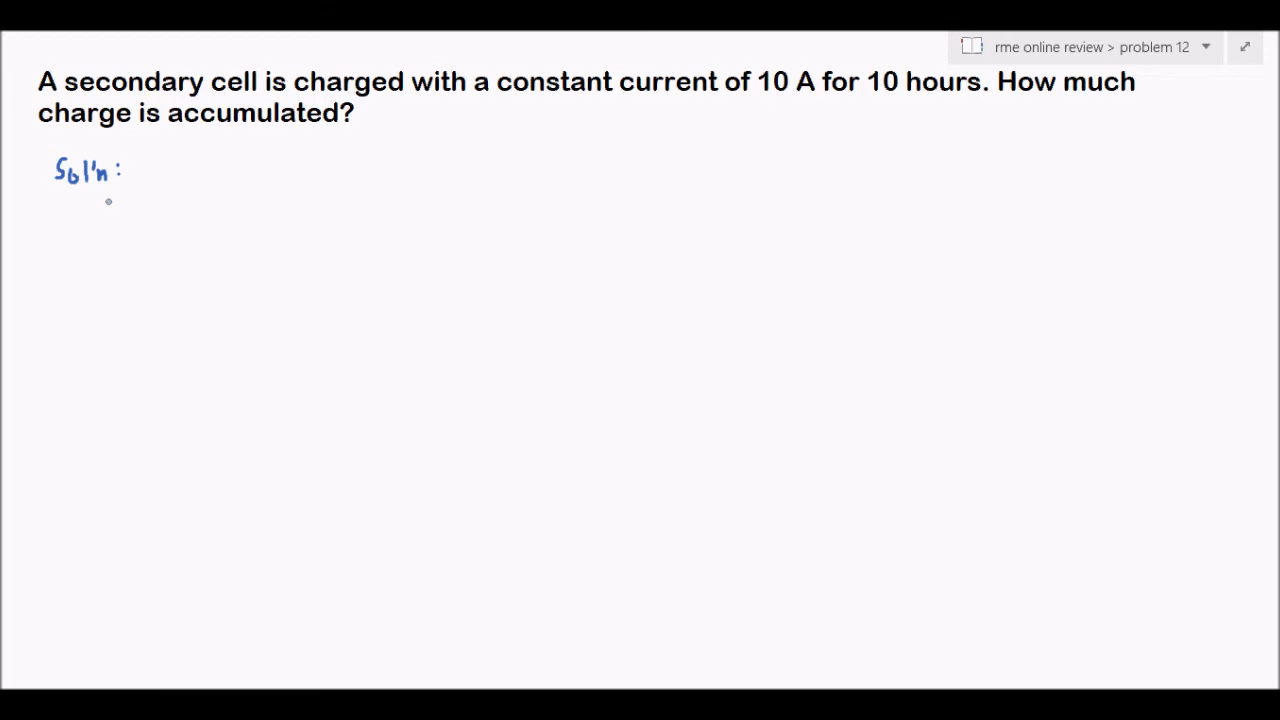 rme online review > problem 12
A secondary cell is charged with a constant current of 10 A for 10 hours. How much
charge is accumulated?
Sol'n :